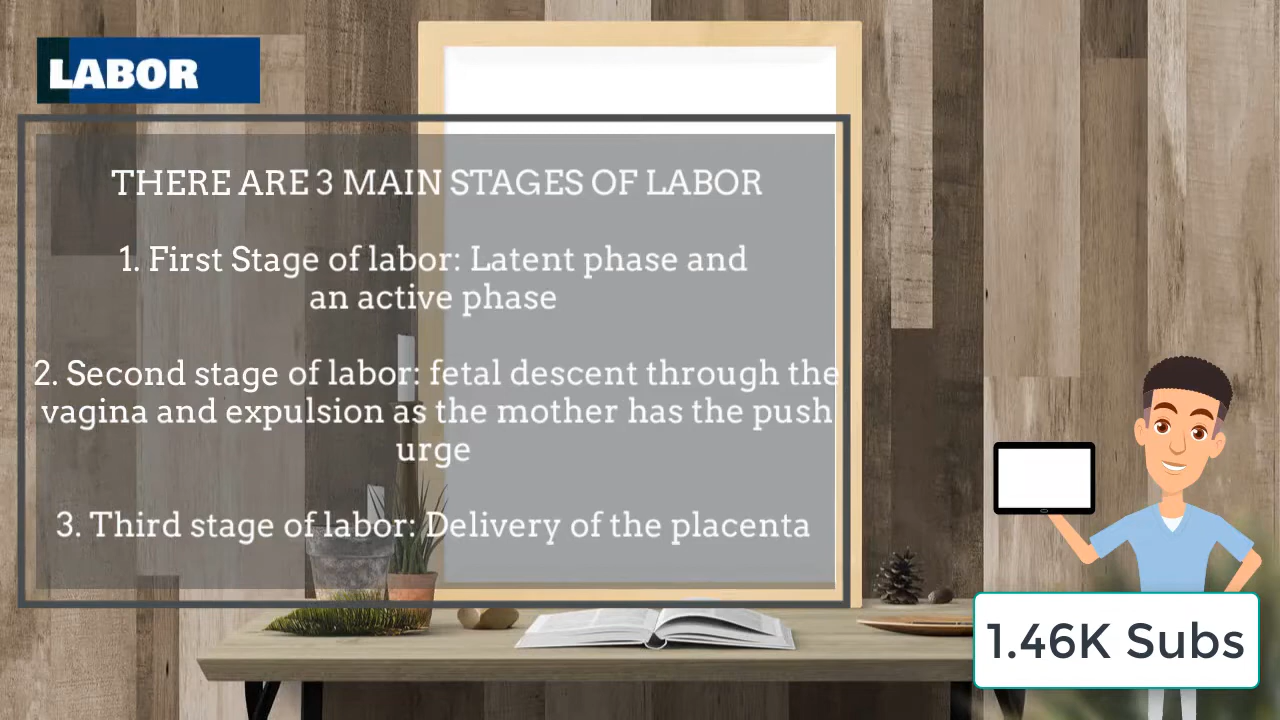 LABOR
THERE ARE 3 MAIN STAGES OF LABOR
1. First Stage of labor: Latent phase and
an active phase
2. Second stage of labor: fetal descent through the
vagina and expulsion as the mother has the push
urge
3. Third stage of labor: Delivery of the placenta
1.46K Subs